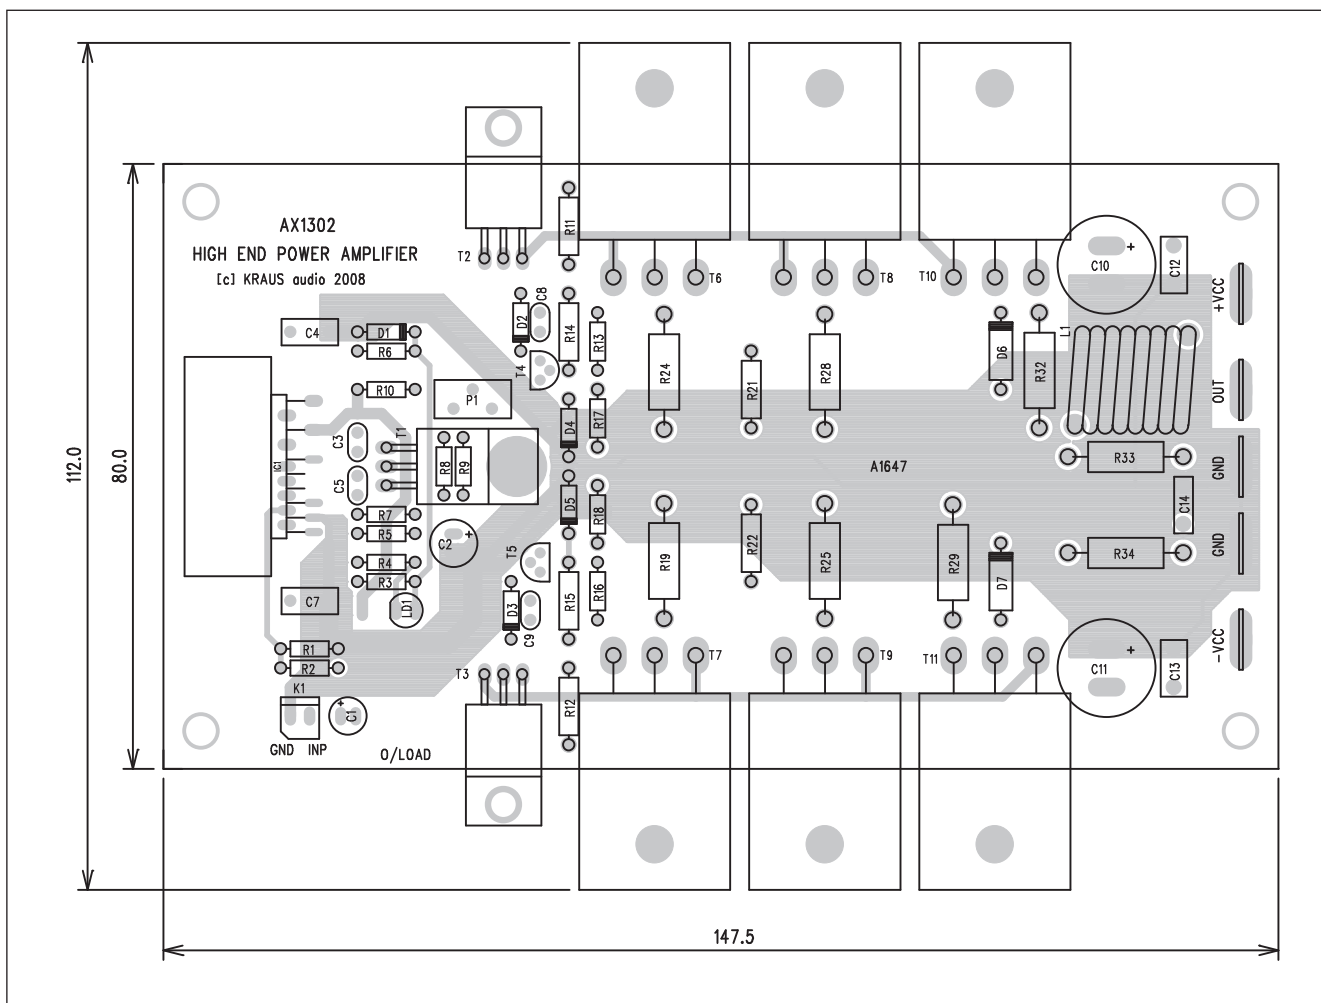 AX1302
HIGH END POWER AMPLIFIER
[c] KRAUS audio 2008
112.0
80.0
147.5
T2
R11
T6
T8
T10
C10
+
C12
+VCC
C4
D1
R6
R10
D2
C8
T4
R14
R13
R24
R21
R28
D6
R32
L1
OUT
P1
C3
T1
C5
R8
R9
D4
R17
A1647
R33
GND
IC1
R7
R5
R4
R3
C2
+
D5
R18
T5
R19
R22
R25
R29
D7
R34
C14
GND
C7
LD1
D3
C9
R15
R16
R1
R2
K1
+
C1
GND INP
O/LOAD
T3
R12
T7
T9
T11
C11
+
C13
-VCC